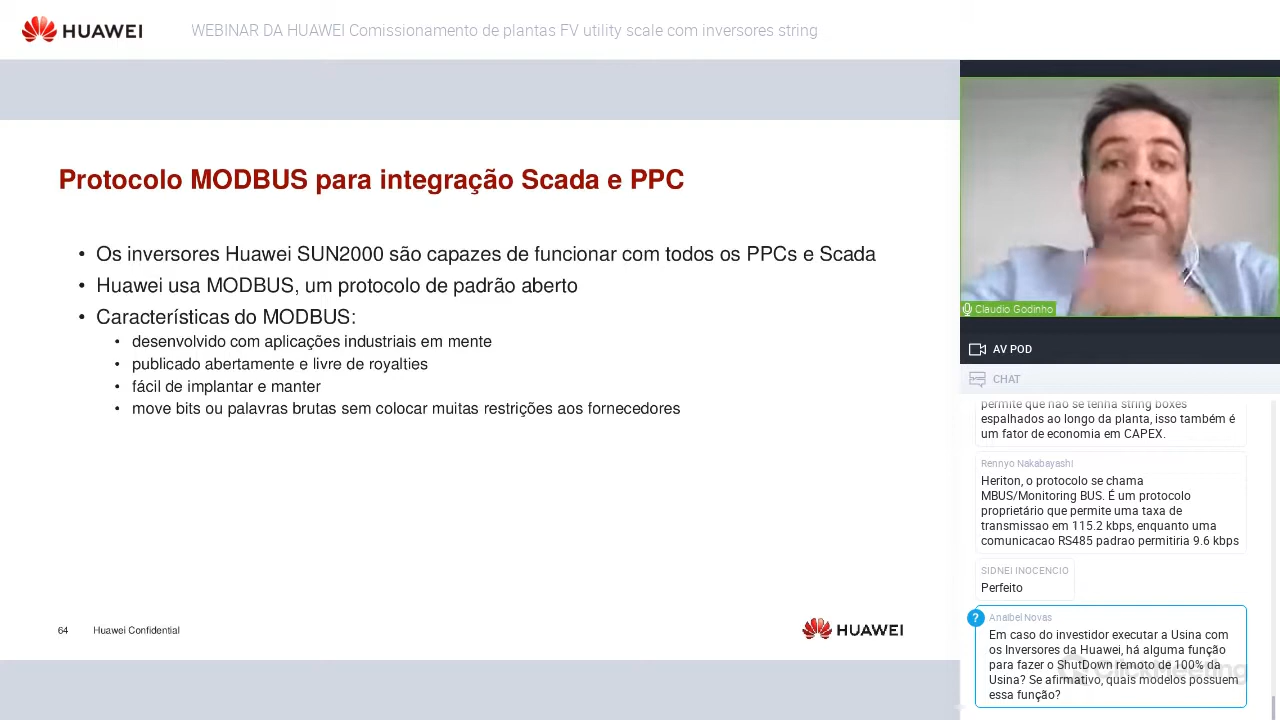 HUAWEI
WEBINAR DA HUAWEI Comissionamento de plantas FV utility scale com inversores string
Protocolo MODBUS para integração Scada e PPC
• Os inversores Huawei SUN2000 são capazes de funcionar com todos os PPCs e Scada
• Huawei usa MODBUS, um protocolo de padrão aberto
• Características do MODBUS:
• desenvolvido com aplicações industriais em mente
• publicado abertamente e livre de royalties
• fácil de implantar e manter
• move bits ou palavras brutas sem colocar muitas restrições aos fornecedores
64 Huawei Confidential
HUAWEI
Claudio Godinho
AV POD
CHAT
permite que não se tenha string boxes
espalhados ao longo da planta, isso também é
um fator de economia em CAPEX.
Rennyo Nakabayashi
Heriton, o protocolo se chama
MBUS/Monitoring BUS. É um protocolo
proprietário que permite uma taxa de
transmissao em 115.2 kbps, enquanto uma
comunicacao RS485 padrao permitiria 9.6 kbps
SIDNEI INOCENCIO
Perfeito
?
Anaibel Novas
Em caso do investidor executar a Usina com
os Inversores da Huawei, há alguma função
para fazer o ShutDown remoto de 100% da
Usina? Se afirmativo, quais modelos possuem
essa função?
ClickMeeting